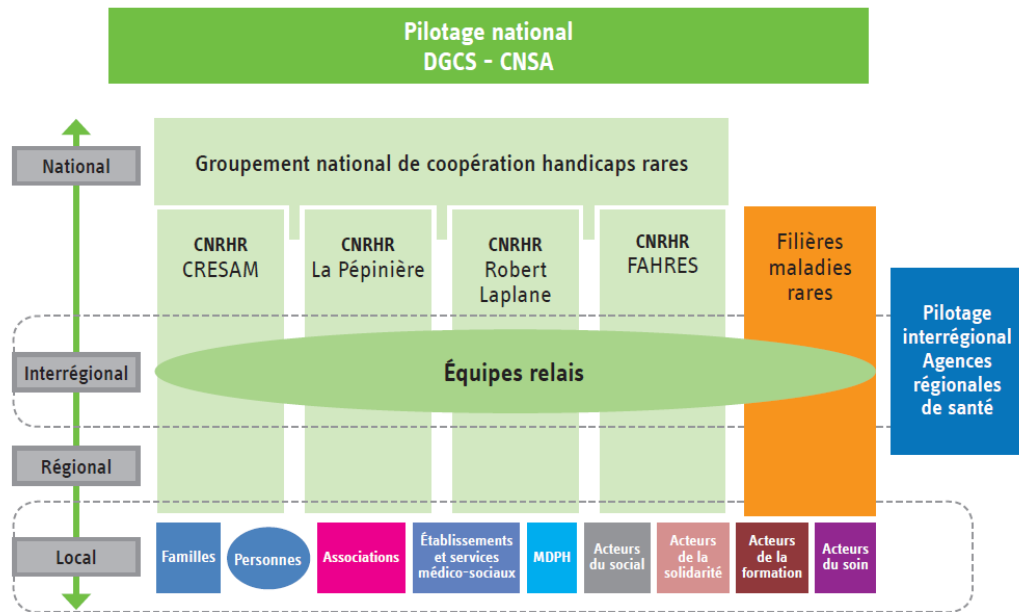 Pilotage national
DGCS - CNSA
National
Groupement national de coopération handicaps rares
CNRHR
CRESAM
CNRHR
La Pépinière
CNRHR
Robert
Laplane
CNRHR
FAHRES
Filières
maladies
rares
Pilotage
interrégional
Agences
régionales
de santé
Interrégional
Équipes relais
Régional
Local
Familles
Personnes
Associations
Établissements
et services
médico-sociaux
MDPH
Acteurs
du social
Acteurs
de la
solidarité
Acteurs
de la
formation
Acteurs
du soin